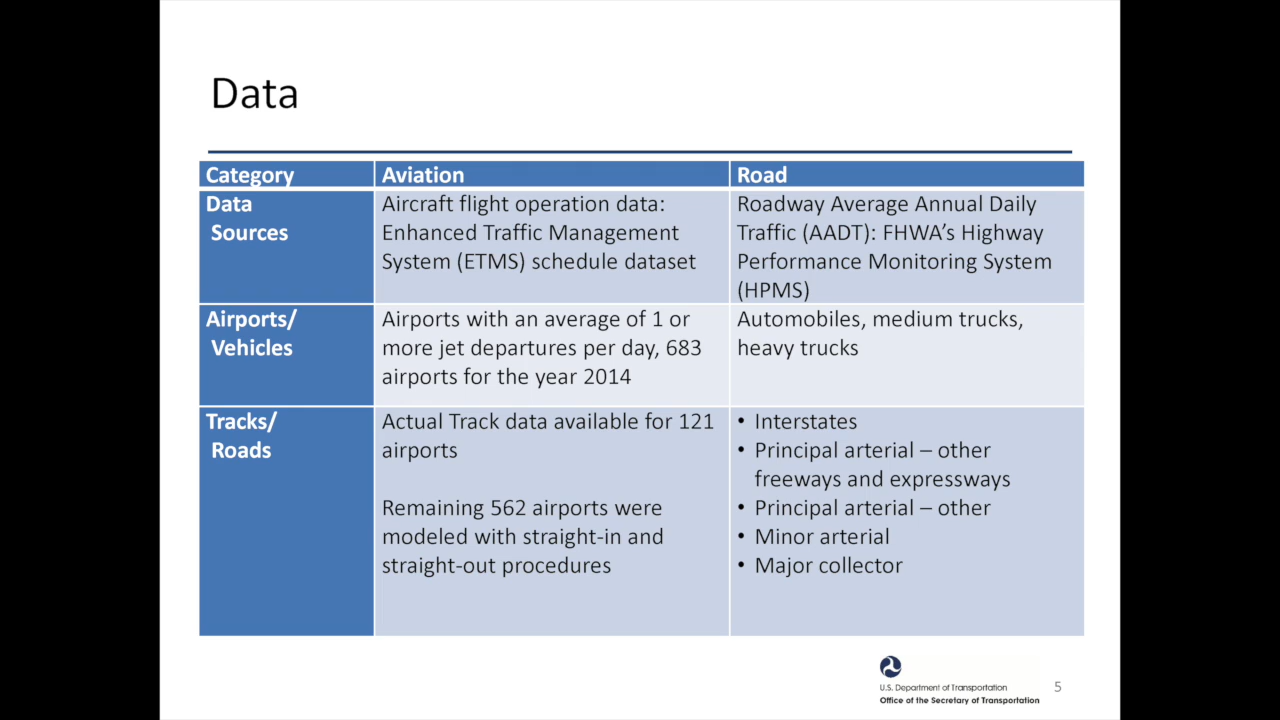 Data
Category
Aviation
Road
Data
Sources
Aircraft flight operation data:
Enhanced Traffic Management
System (ETMS) schedule dataset
Roadway Average Annual Daily
Traffic (AADT): FHWA’s Highway
Performance Monitoring System
(HPMS)
Airports/
Vehicles
Airports with an average of 1 or
more jet departures per day, 683
airports for the year 2014
Automobiles, medium trucks,
heavy trucks
Tracks/
Roads
Actual Track data available for 121
airports
Remaining 562 airports were
modeled with straight-in and
straight-out procedures
• Interstates
• Principal arterial – other
freeways and expressways
• Principal arterial – other
• Minor arterial
• Major collector
U.S. Department of Transportation
Office of the Secretary of Transportation
5